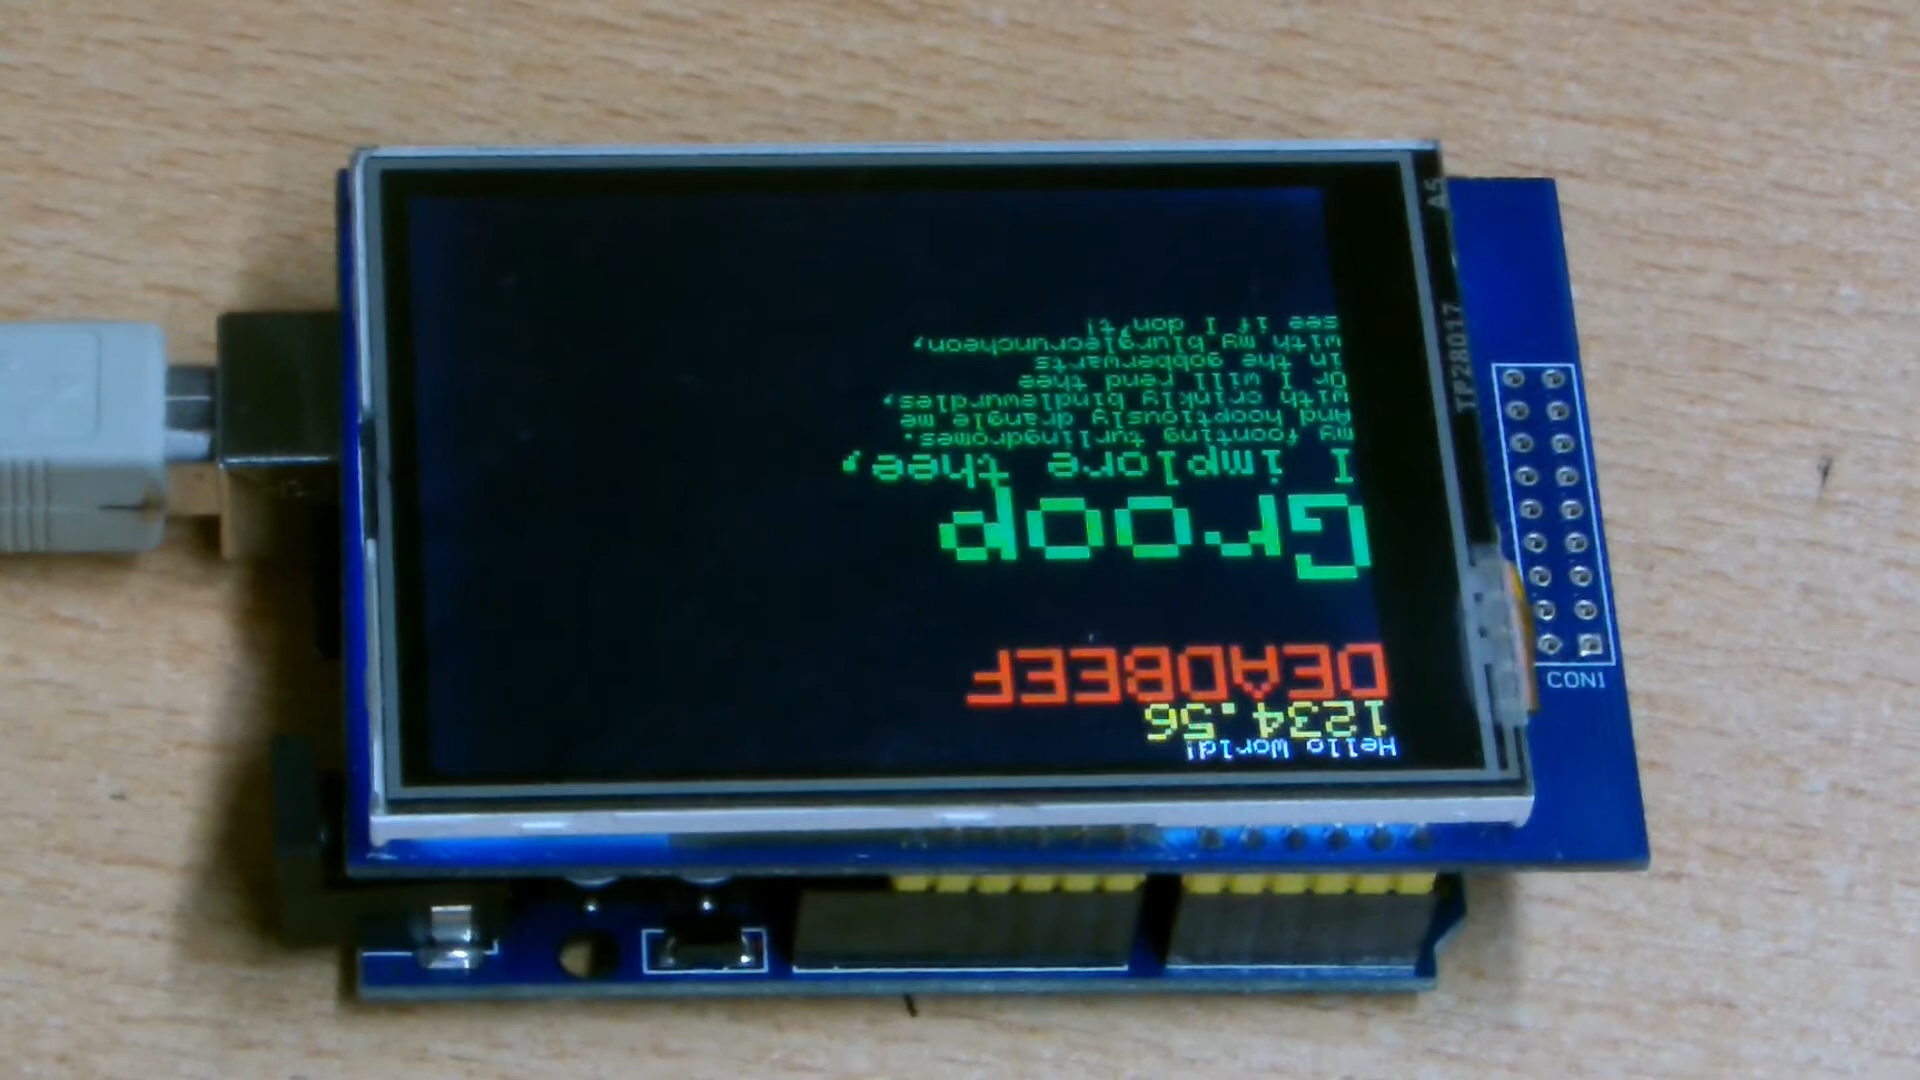 Hello World!
1234.56
DEADBEEF
Groop
I implore thee,
my foonting turlingdromes.
And hooptiously drangle me
with crinkly bindlewurdles,
Or I will rend thee
in the gobberwarts
with my blurglecruncheon,
see if I don't!
A5
TP28017
CON1